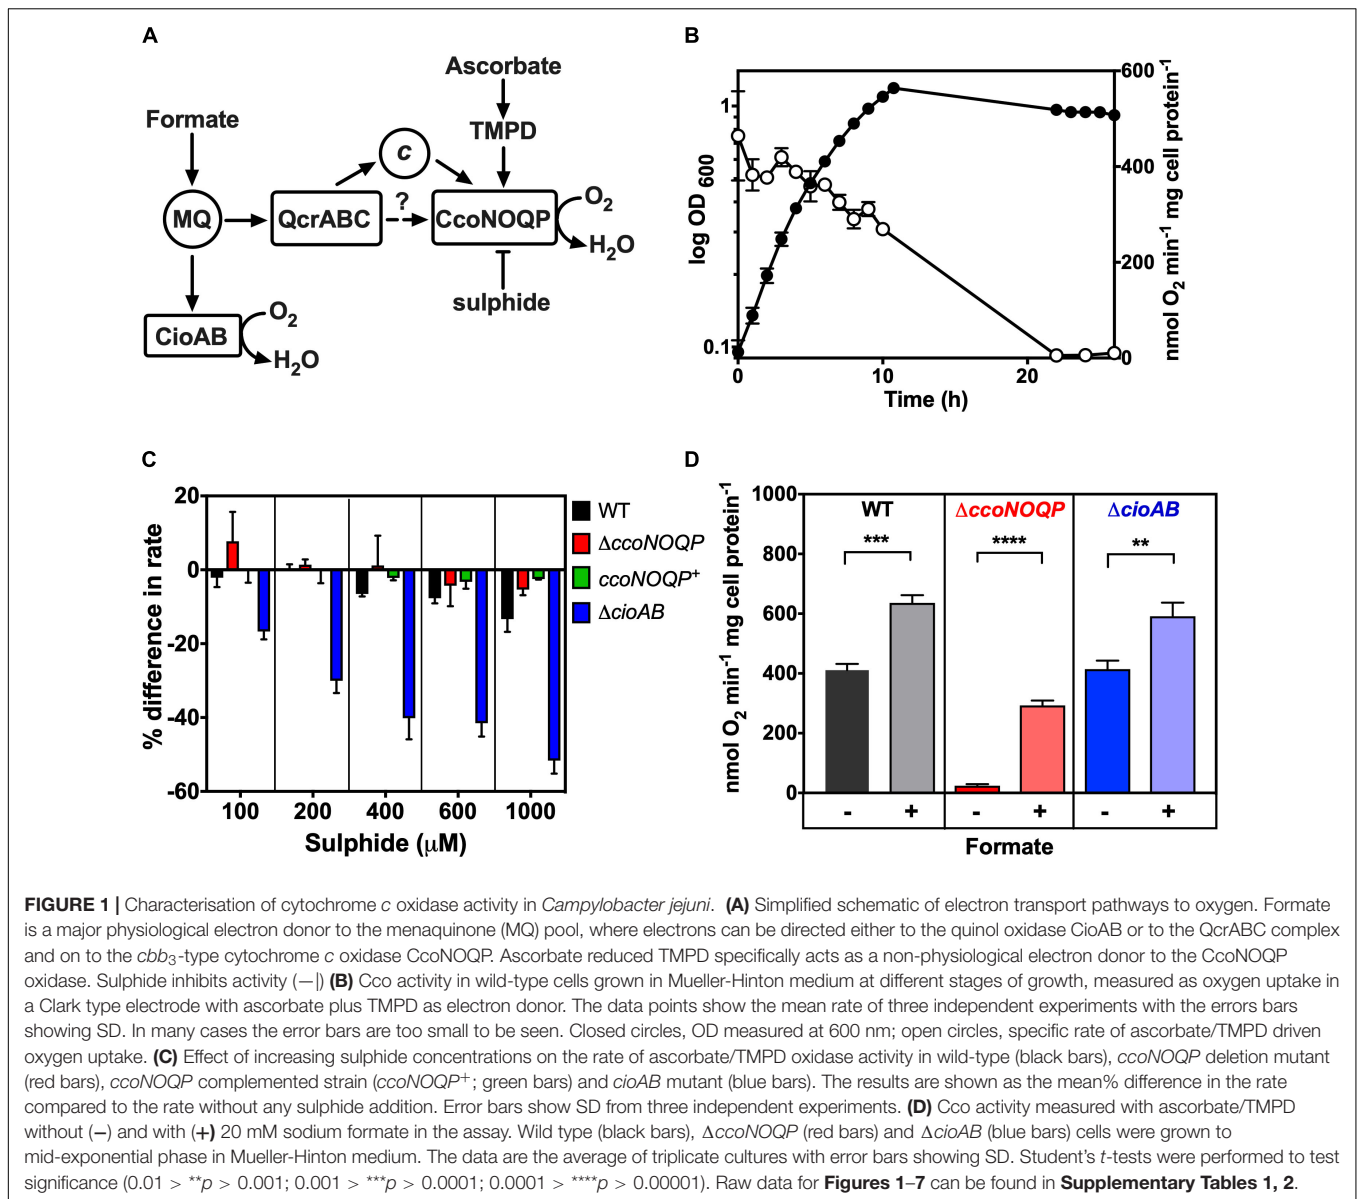 A
Formate
MQ
QcrABC
c
?
Ascorbate
TMPD
CcoNOQP
O2
H2O
sulphide
CioAB
O2
H2O
B
log OD 600
1
0.1
600
400
200
0
nmol O2 min-1 mg cell protein-1
0 10 20
Time (h)
C
% difference in rate
20
0
-20
-40
-60
100 200 400 600 1000
Sulphide (μM)
WT
ΔccoNOQP
ccoNOQP+
ΔcioAB
D
nmol O2 min-1 mg cell protein-1
1000
800
600
400
200
0
WT ΔccoNOQP ΔcioAB
*** **** **
- + - + - +
Formate
FIGURE 1 | Characterisation of cytochrome c oxidase activity in Campylobacter jejuni. (A) Simplified schematic of electron transport pathways to oxygen. Formate
is a major physiological electron donor to the menaquinone (MQ) pool, where electrons can be directed either to the quinol oxidase CioAB or to the QcrABC complex
and on to the cbb3-type cytochrome c oxidase CcoNOQP. Ascorbate reduced TMPD specifically acts as a non-physiological electron donor to the CcoNOQP
oxidase. Sulphide inhibits activity (—|) (B) Cco activity in wild-type cells grown in Mueller-Hinton medium at different stages of growth, measured as oxygen uptake in
a Clark type electrode with ascorbate plus TMPD as electron donor. The data points show the mean rate of three independent experiments with the errors bars
showing SD. In many cases the error bars are too small to be seen. Closed circles, OD measured at 600 nm; open circles, specific rate of ascorbate/TMPD driven
oxygen uptake. (C) Effect of increasing sulphide concentrations on the rate of ascorbate/TMPD oxidase activity in wild-type (black bars), ccoNOQP deletion mutant
(red bars), ccoNOQP complemented strain (ccoNOQP+; green bars) and cioAB mutant (blue bars). The results are shown as the mean% difference in the rate
compared to the rate without any sulphide addition. Error bars show SD from three independent experiments. (D) Cco activity measured with ascorbate/TMPD
without (−) and with (+) 20 mM sodium formate in the assay. Wild type (black bars), ΔccoNOQP (red bars) and ΔcioAB (blue bars) cells were grown to
mid-exponential phase in Mueller-Hinton medium. The data are the average of triplicate cultures with error bars showing SD. Student's t-tests were performed to test
significance (0.01 > **p > 0.001; 0.001 > ***p > 0.0001; 0.0001 > ****p > 0.00001). Raw data for Figures 1–7 can be found in Supplementary Tables 1, 2.